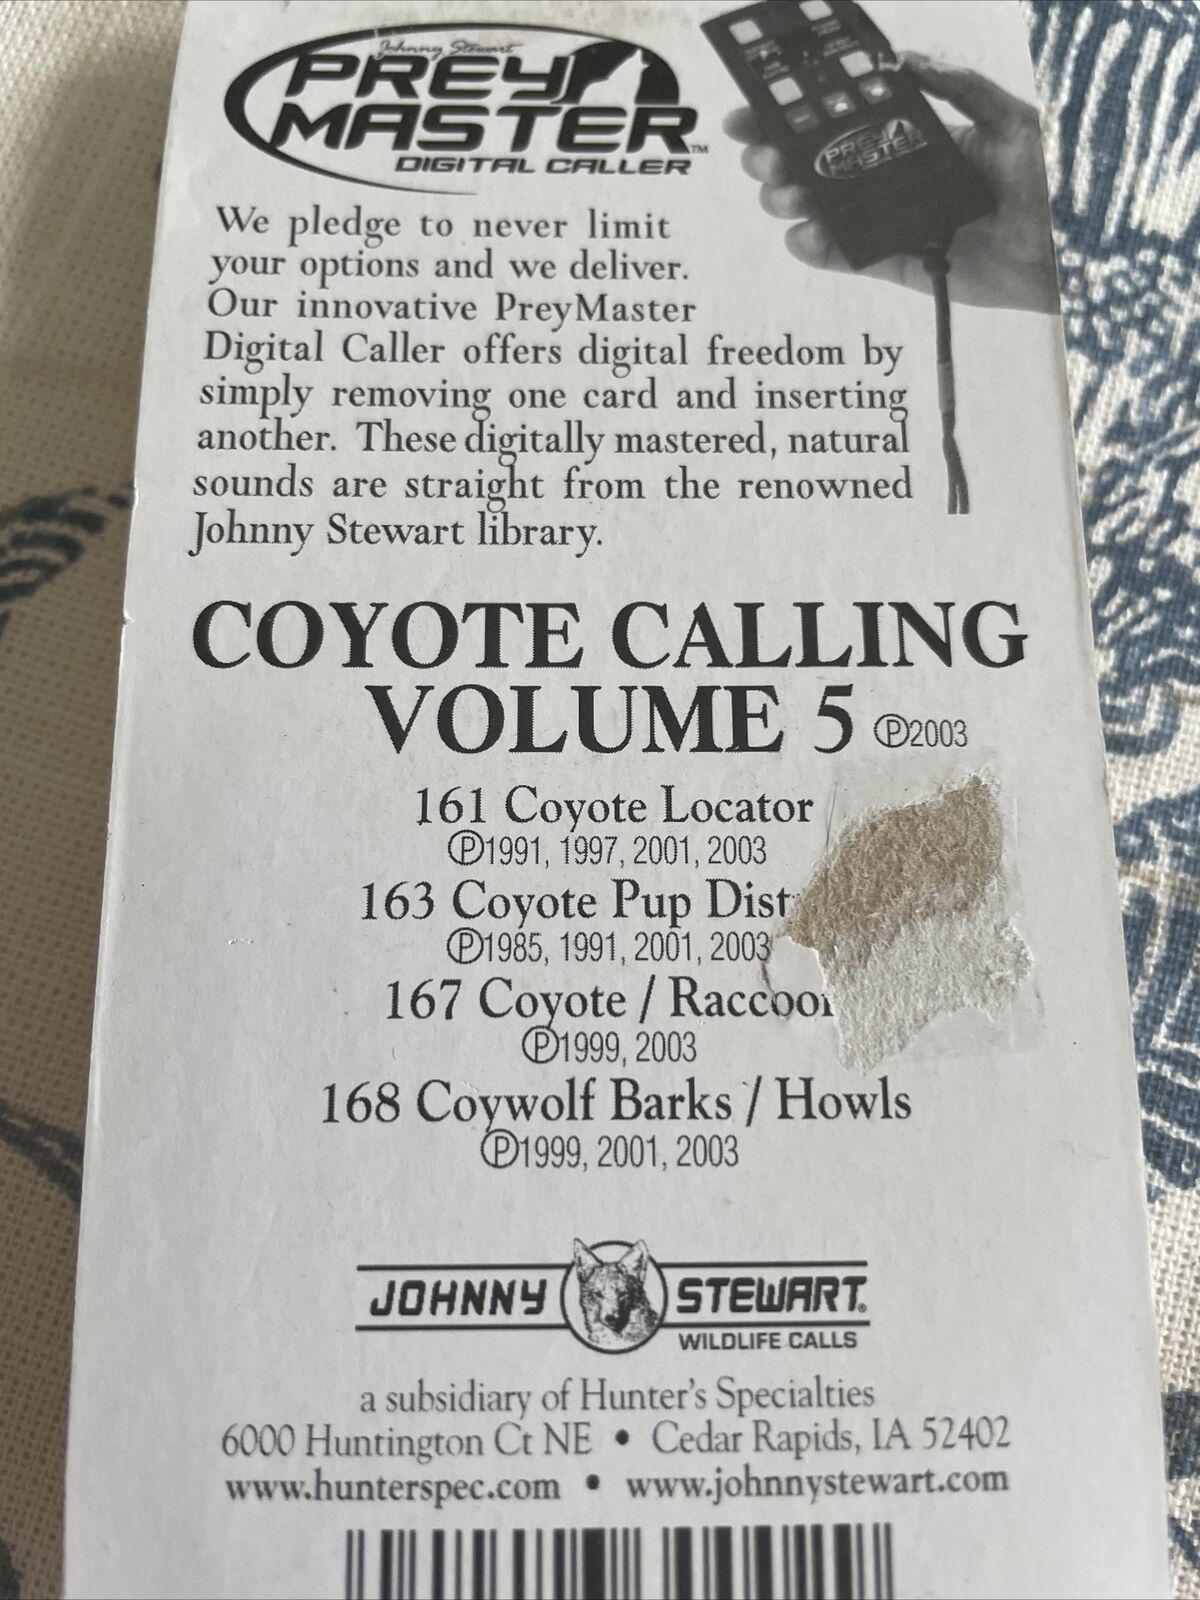 Johnny Stewart
PREY
MASTER™
DIGITAL CALLER
PREY
MASTER
We pledge to never limit
your options and we deliver.
Our innovative PreyMaster
Digital Caller offers digital freedom by
simply removing one card and inserting
another. These digitally mastered, natural
sounds are straight from the renowned
Johnny Stewart library.
COYOTE CALLING
VOLUME 5 ℗2003
161 Coyote Locator
℗1991, 1997, 2001, 2003
163 Coyote Pup Dist
℗1985, 1991, 2001, 2003
167 Coyote / Raccoo
℗1999, 2003
168 Coywolf Barks / Howls
℗1999, 2001, 2003
JOHNNY STEWART®
WILDLIFE CALLS
a subsidiary of Hunter's Specialties
6000 Huntington Ct NE • Cedar Rapids, IA 52402
www.hunterspec.com • www.johnnystewart.com